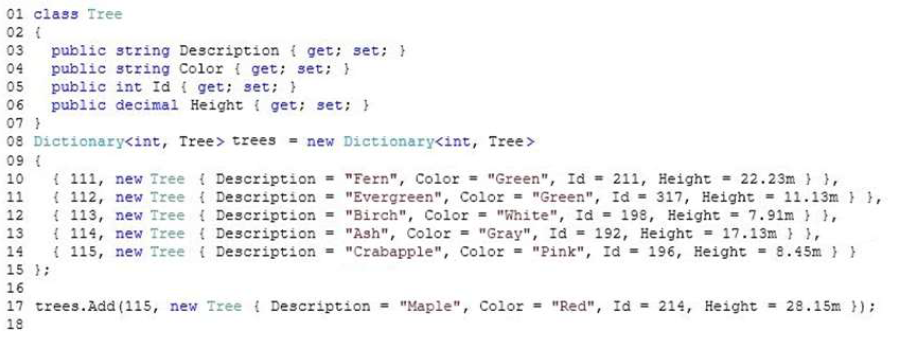 01 class Tree
02 {
03 public string Description { get; set; }
04 public string Color { get; set; }
05 public int Id { get; set; }
06 public decimal Height { get; set; }
07 }
08 Dictionary<int, Tree> trees = new Dictionary<int, Tree>
09 {
10 { 111, new Tree { Description = "Fern", Color = "Green", Id = 211, Height = 22.23m } },
11 { 112, new Tree { Description = "Evergreen", Color = "Green", Id = 317, Height = 11.13m } },
12 { 113, new Tree { Description = "Birch", Color = "White", Id = 198, Height = 7.91m } },
13 { 114, new Tree { Description = "Ash", Color = "Gray", Id = 192, Height = 17.13m } },
14 { 115, new Tree { Description = "Crabapple", Color = "Pink", Id = 196, Height = 8.45m } }
15 };
16
17 trees.Add(115, new Tree { Description = "Maple", Color = "Red", Id = 214, Height = 28.15m });
18